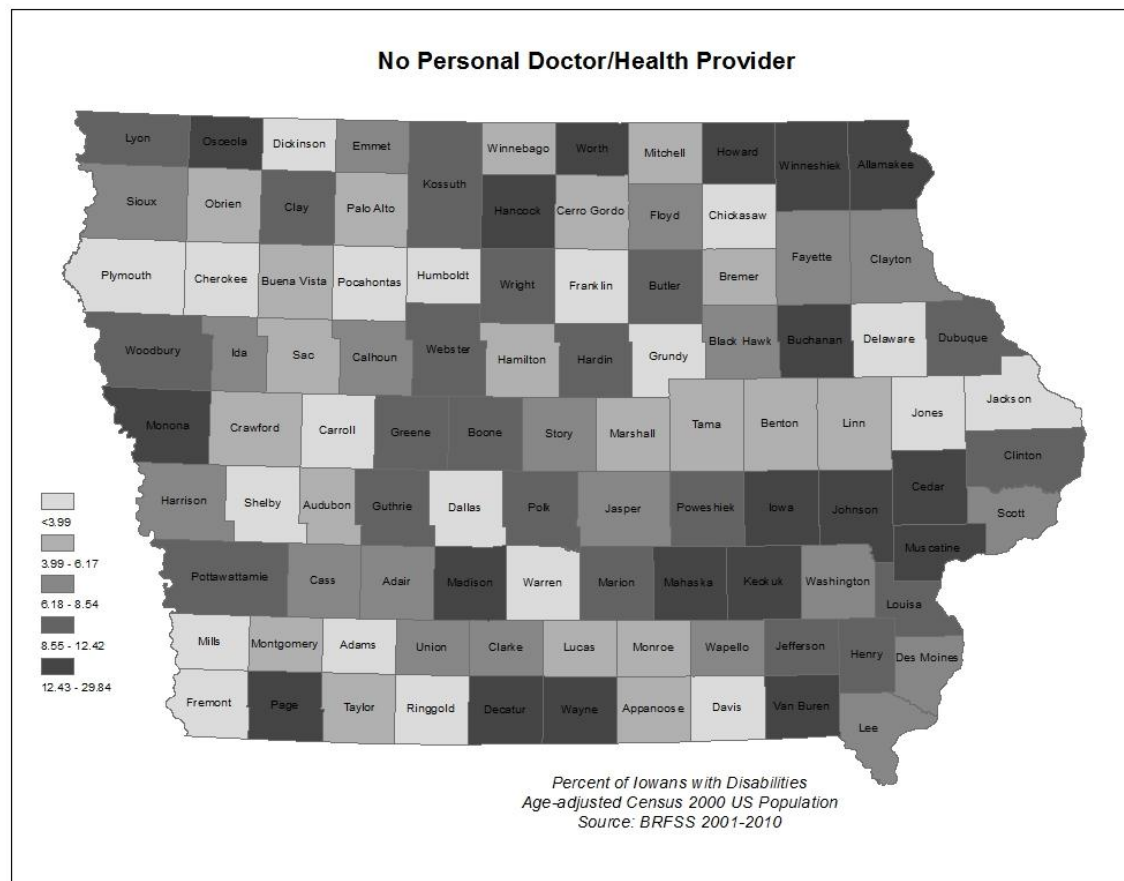 No Personal Doctor/Health Provider
Lyon Osceola Dickinson Emmet Kossuth Winnebago Worth Mitchell Howard Winneshiek Allamakee
Sioux Obrien Clay Palo Alto Hancock Cerro Gordo Floyd Chickasaw Fayette Clayton
Plymouth Cherokee Buena Vista Pocahontas Humboldt Wright Franklin Butler Bremer
Woodbury Ida Sac Calhoun Webster Hamilton Hardin Grundy Black Hawk Buchanan Delaware Dubuque
Monona Crawford Carroll Greene Boone Story Marshall Tama Benton Linn Jones Jackson
Clinton
Harrison Shelby Audubon Guthrie Dallas Polk Jasper Poweshiek Iowa Johnson Cedar Scott
Muscatine
Pottawattamie Cass Adair Madison Warren Marion Mahaska Keokuk Washington Louisa
Mills Montgomery Adams Union Clarke Lucas Monroe Wapello Jefferson Henry Des Moines
Fremont Page Taylor Ringgold Decatur Wayne Appanoose Davis Van Buren Lee
<3.99
3.99 - 6.17
6.18 - 8.54
8.55 - 12.42
12.43 - 29.84
Percent of Iowans with Disabilities
Age-adjusted Census 2000 US Population
Source: BRFSS 2001-2010